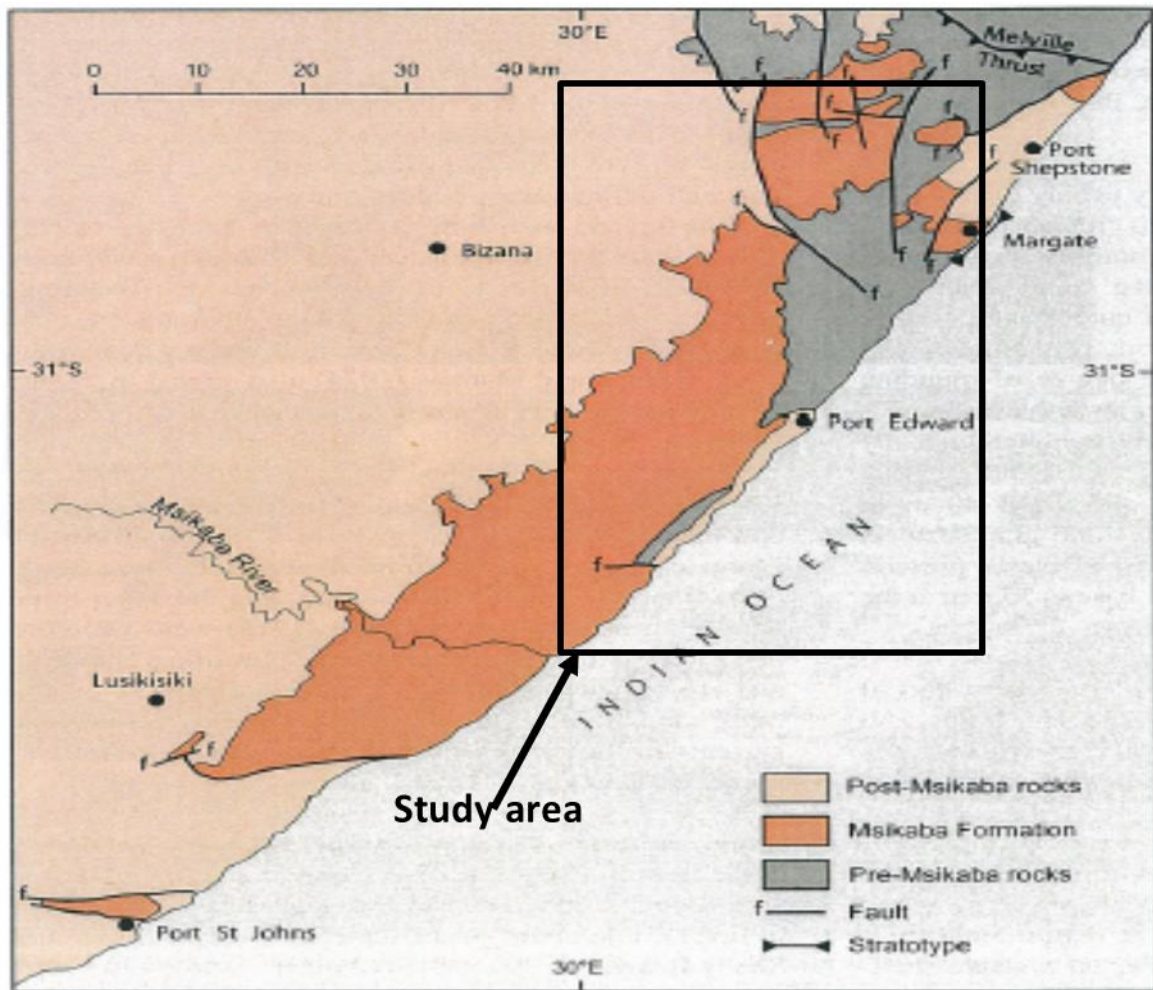 30°E
0 10 20 30 40 km
Melville
Thrust
f
f
f
f
f
f
f
f
Port
Shepstone
f
Margate
Bizana
f
f
f
31°S
31°S
Port Edward
Msikaba River
f
INDIAN OCEAN
Lusikisiki
f
f
Study area
Post-Msikaba rocks
Msikaba Formation
Pre-Msikaba rocks
f Fault
Stratotype
f
Port St Johns
30°E